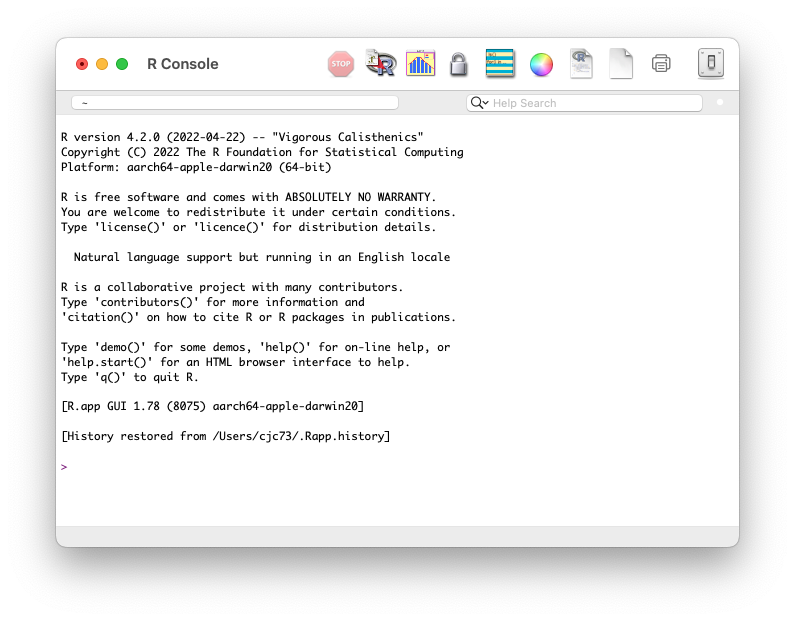 R Console
STOP
R
R
~
Help Search
R version 4.2.0 (2022-04-22) -- "Vigorous Calisthenics"
Copyright (C) 2022 The R Foundation for Statistical Computing
Platform: aarch64-apple-darwin20 (64-bit)
R is free software and comes with ABSOLUTELY NO WARRANTY.
You are welcome to redistribute it under certain conditions.
Type 'license()' or 'licence()' for distribution details.
Natural language support but running in an English locale
R is a collaborative project with many contributors.
Type 'contributors()' for more information and
'citation()' on how to cite R or R packages in publications.
Type 'demo()' for some demos, 'help()' for on-line help, or
'help.start()' for an HTML browser interface to help.
Type 'q()' to quit R.
[R.app GUI 1.78 (8075) aarch64-apple-darwin20]
[History restored from /Users/cjc73/.Rapp.history]
>